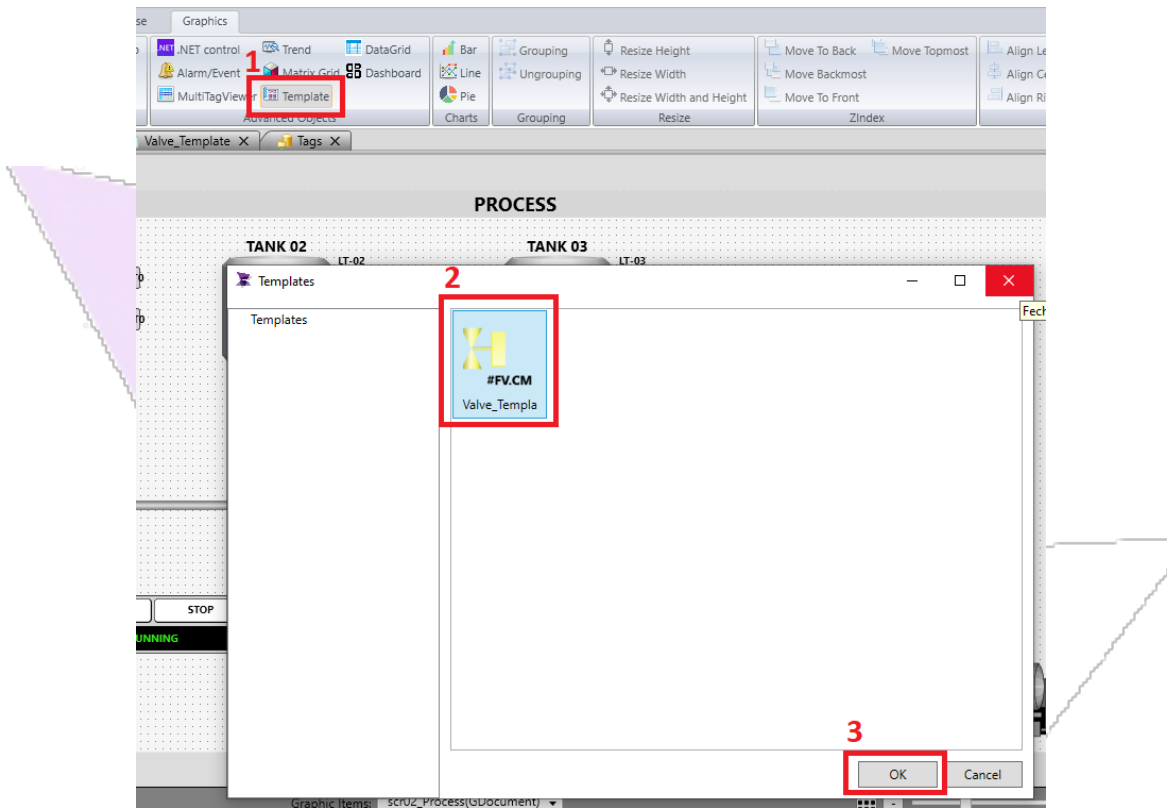 se Graphics
.NET .NET control Trend DataGrid Bar Grouping Resize Height Move To Back Move Topmost Align Le
1
Alarm/Event Matrix Grid Dashboard Line Ungrouping Resize Width Move Backmost Align Ce
MultiTagViewer Template Pie Resize Width and Height Move To Front Align Ri
Advanced Objects Charts Grouping Resize ZIndex
Valve_Template X Tags X
PROCESS
TANK 02 TANK 03
LT-02 LT-03
Templates
2
Fech
Templates
#FV.CM
Valve_Templa
STOP
UNNING
3
OK Cancel
Graphic Items: scr02_Process(GDocument)